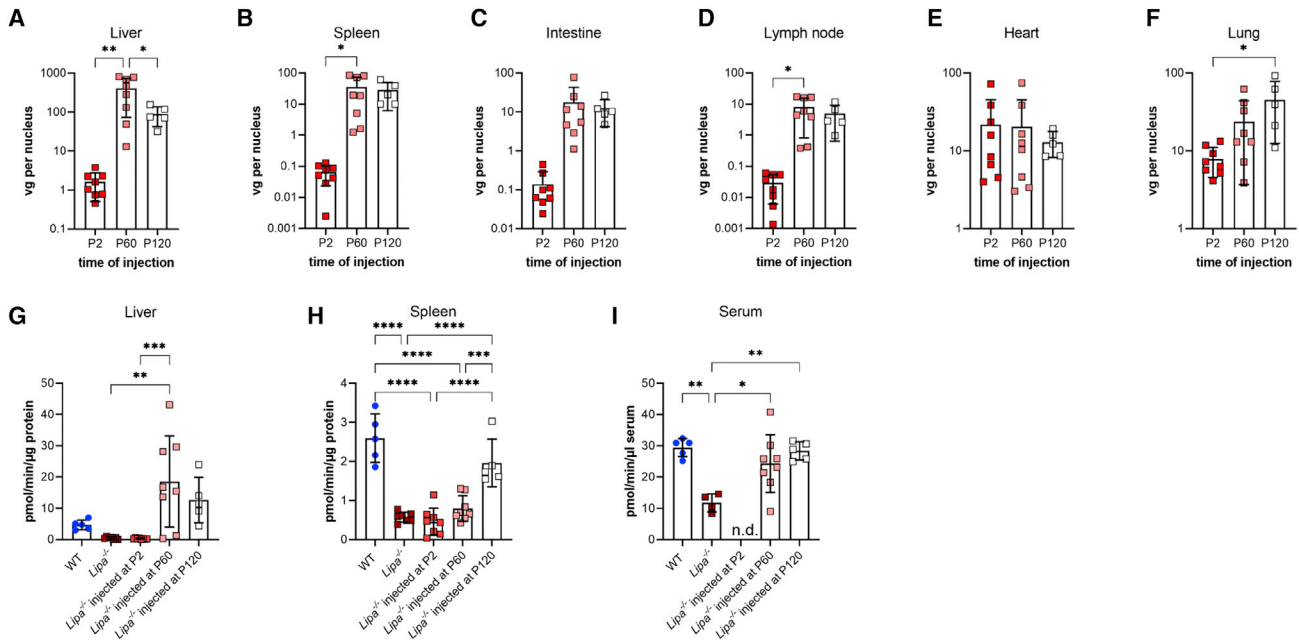 A
Liver
** *
vg per nucleus
1000
100
10
1
0.1
P2 P60 P120
time of injection
B
Spleen
*
vg per nucleus
100
10
1
0.1
0.01
0.001
P2 P60 P120
time of injection
C
Intestine
vg per nucleus
100
10
1
0.1
0.01
P2 P60 P120
time of injection
D
Lymph node
*
vg per nucleus
100
10
1
0.1
0.01
0.001
P2 P60 P120
time of injection
E
Heart
vg per nucleus
100
10
1
P2 P60 P120
time of injection
F
Lung
*
vg per nucleus
100
10
1
P2 P60 P120
time of injection
G
Liver
***
**
pmol/min/µg protein
50
40
30
20
10
0
WT
Lipa-/-
Lipa-/- injected at P2
Lipa-/- injected at P60
Lipa-/- injected at P120
H
Spleen
**** ****
**** ***
**** ****
pmol/min/µg protein
4
3
2
1
0
WT
Lipa-/-
Lipa-/- injected at P2
Lipa-/- injected at P60
Lipa-/- injected at P120
I
Serum
**
** *
pmol/min/µl serum
50
40
30
20
10
0
n.d.
WT
Lipa-/-
Lipa-/- injected at P2
Lipa-/- injected at P60
Lipa-/- injected at P120